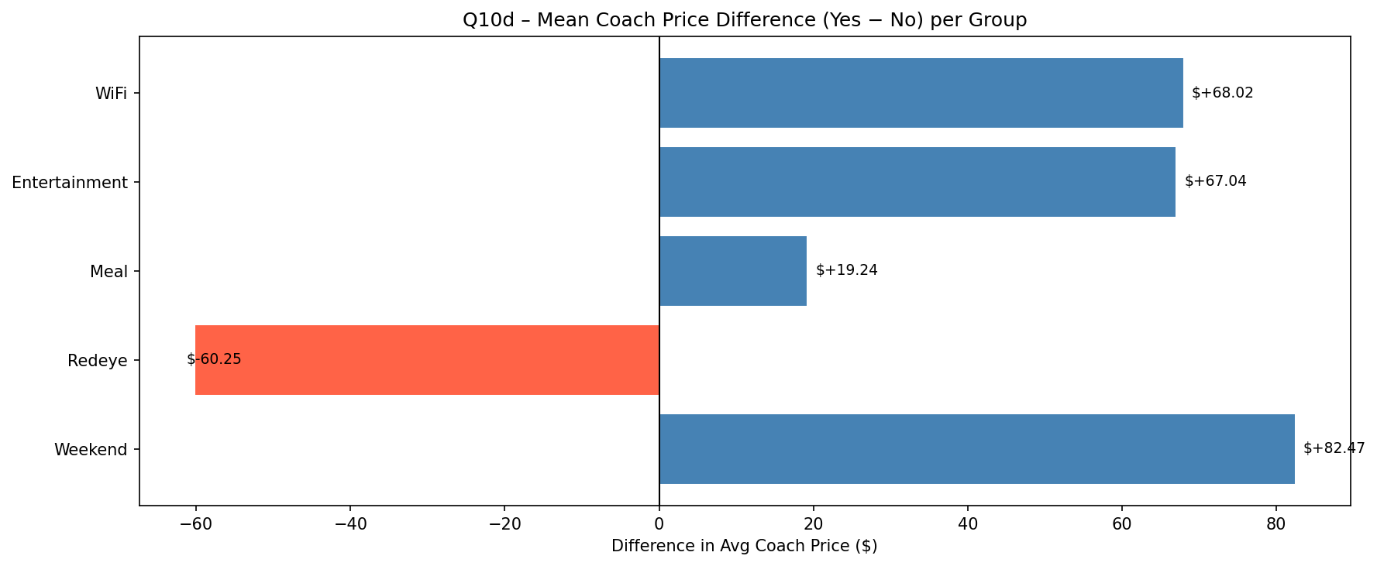 Q10d – Mean Coach Price Difference (Yes − No) per Group
WiFi
$+68.02
Entertainment
$+67.04
Meal
$+19.24
Redeye
$-60.25
Weekend
$+82.47
−60 −40 −20 0 20 40 60 80
Difference in Avg Coach Price ($)